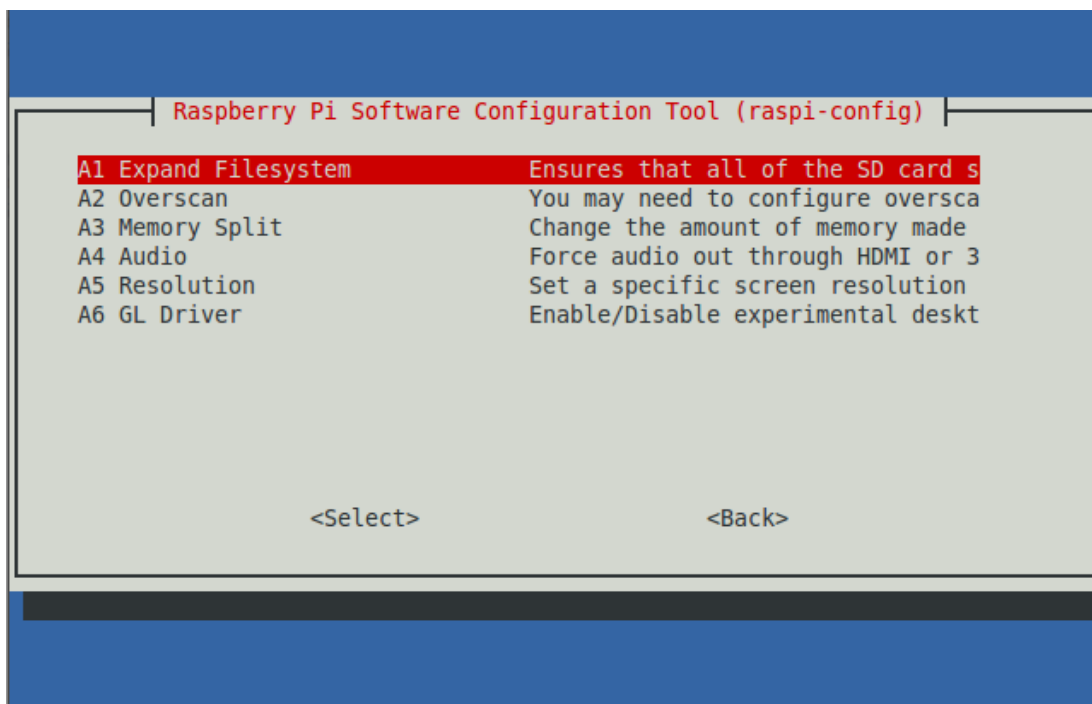 Raspberry Pi Software Configuration Tool (raspi-config)
A1 Expand Filesystem Ensures that all of the SD card s
A2 Overscan You may need to configure oversca
A3 Memory Split Change the amount of memory made
A4 Audio Force audio out through HDMI or 3
A5 Resolution Set a specific screen resolution
A6 GL Driver Enable/Disable experimental deskt
<Select> <Back>